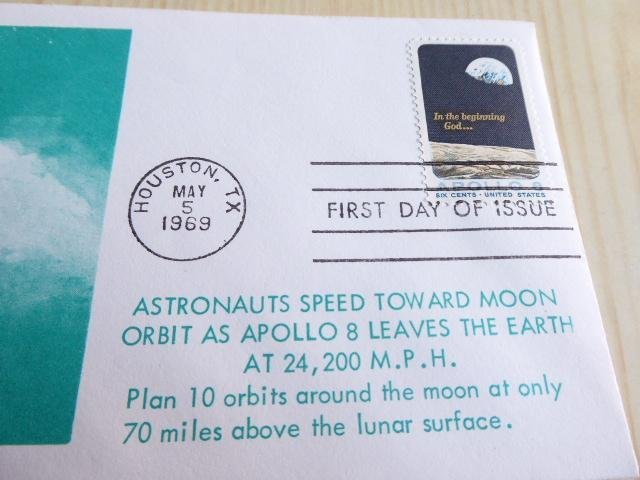 In the beginning
God...
APOLLO 8
SIX CENTS · UNITED STATES
HOUSTON, TX
MAY
5
1969
FIRST DAY OF ISSUE
ASTRONAUTS SPEED TOWARD MOON
ORBIT AS APOLLO 8 LEAVES THE EARTH
AT 24,200 M.P.H.
Plan 10 orbits around the moon at only
70 miles above the lunar surface.